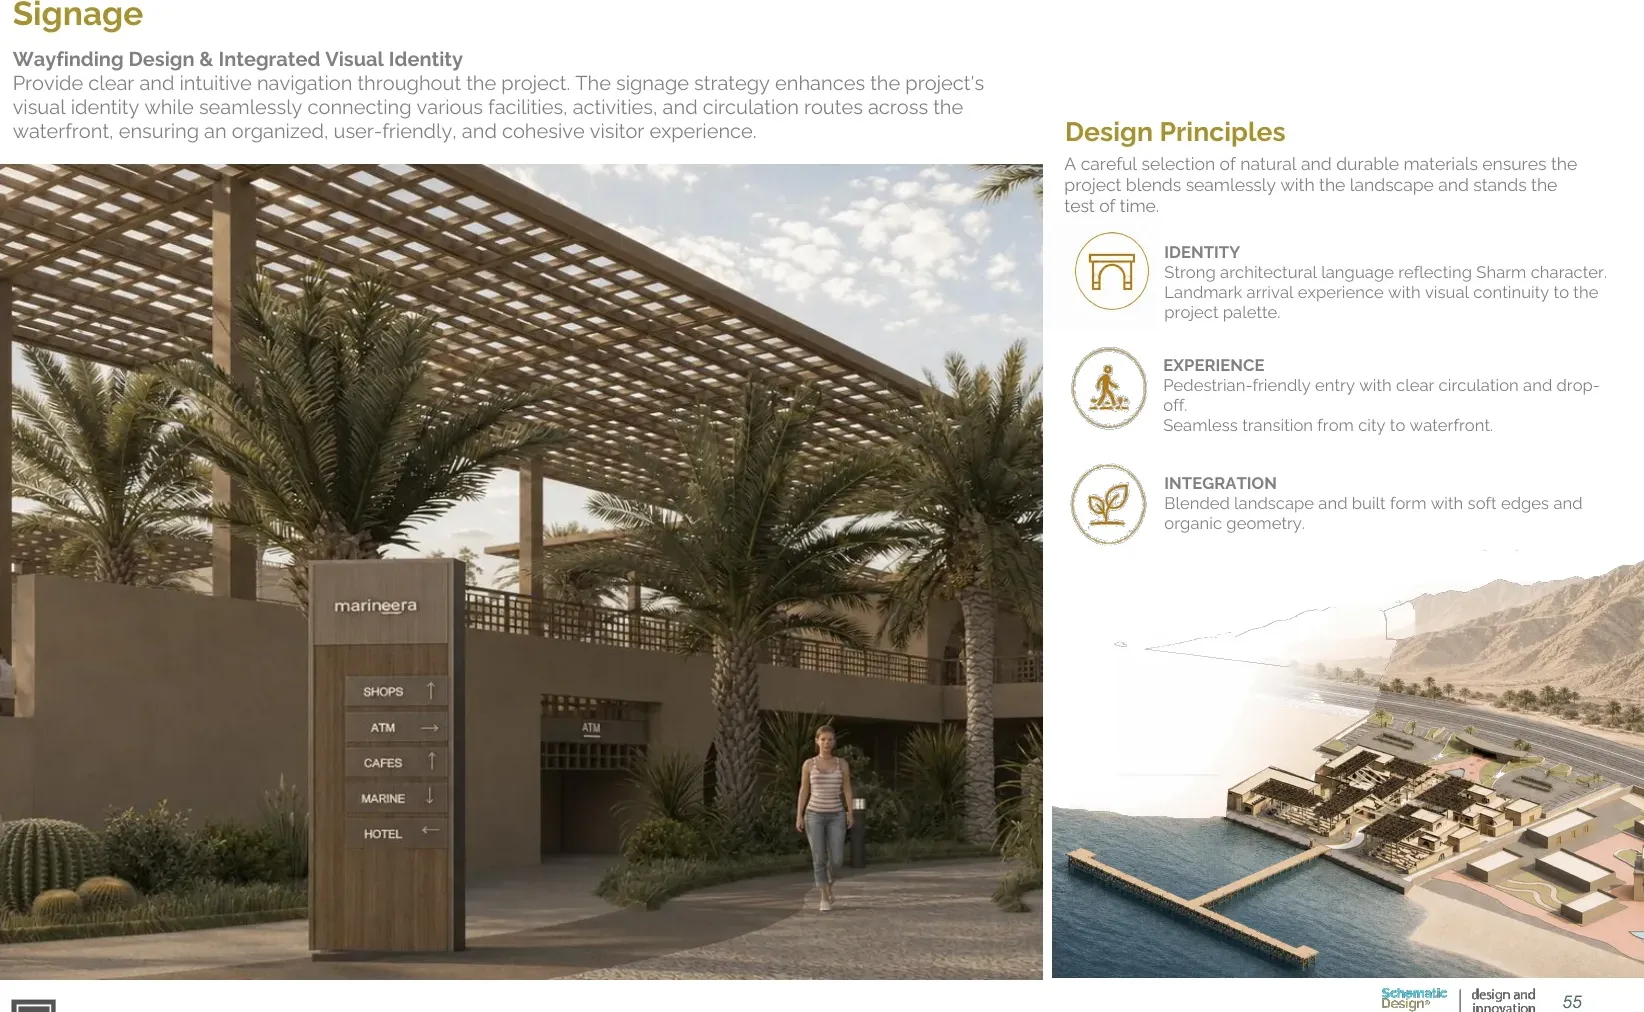 Signage
Wayfinding Design & Integrated Visual Identity
Provide clear and intuitive navigation throughout the project. The signage strategy enhances the project's
visual identity while seamlessly connecting various facilities, activities, and circulation routes across the
waterfront, ensuring an organized, user-friendly, and cohesive visitor experience.
marineera
SHOPS ↑
ATM →
CAFES ↑
MARINE ↓
HOTEL ←
ATM
Design Principles
A careful selection of natural and durable materials ensures the
project blends seamlessly with the landscape and stands the
test of time.
IDENTITY
Strong architectural language reflecting Sharm character.
Landmark arrival experience with visual continuity to the
project palette.
EXPERIENCE
Pedestrian-friendly entry with clear circulation and drop-
off.
Seamless transition from city to waterfront.
INTEGRATION
Blended landscape and built form with soft edges and
organic geometry.
Schematic
Design®
design and
innovation
55